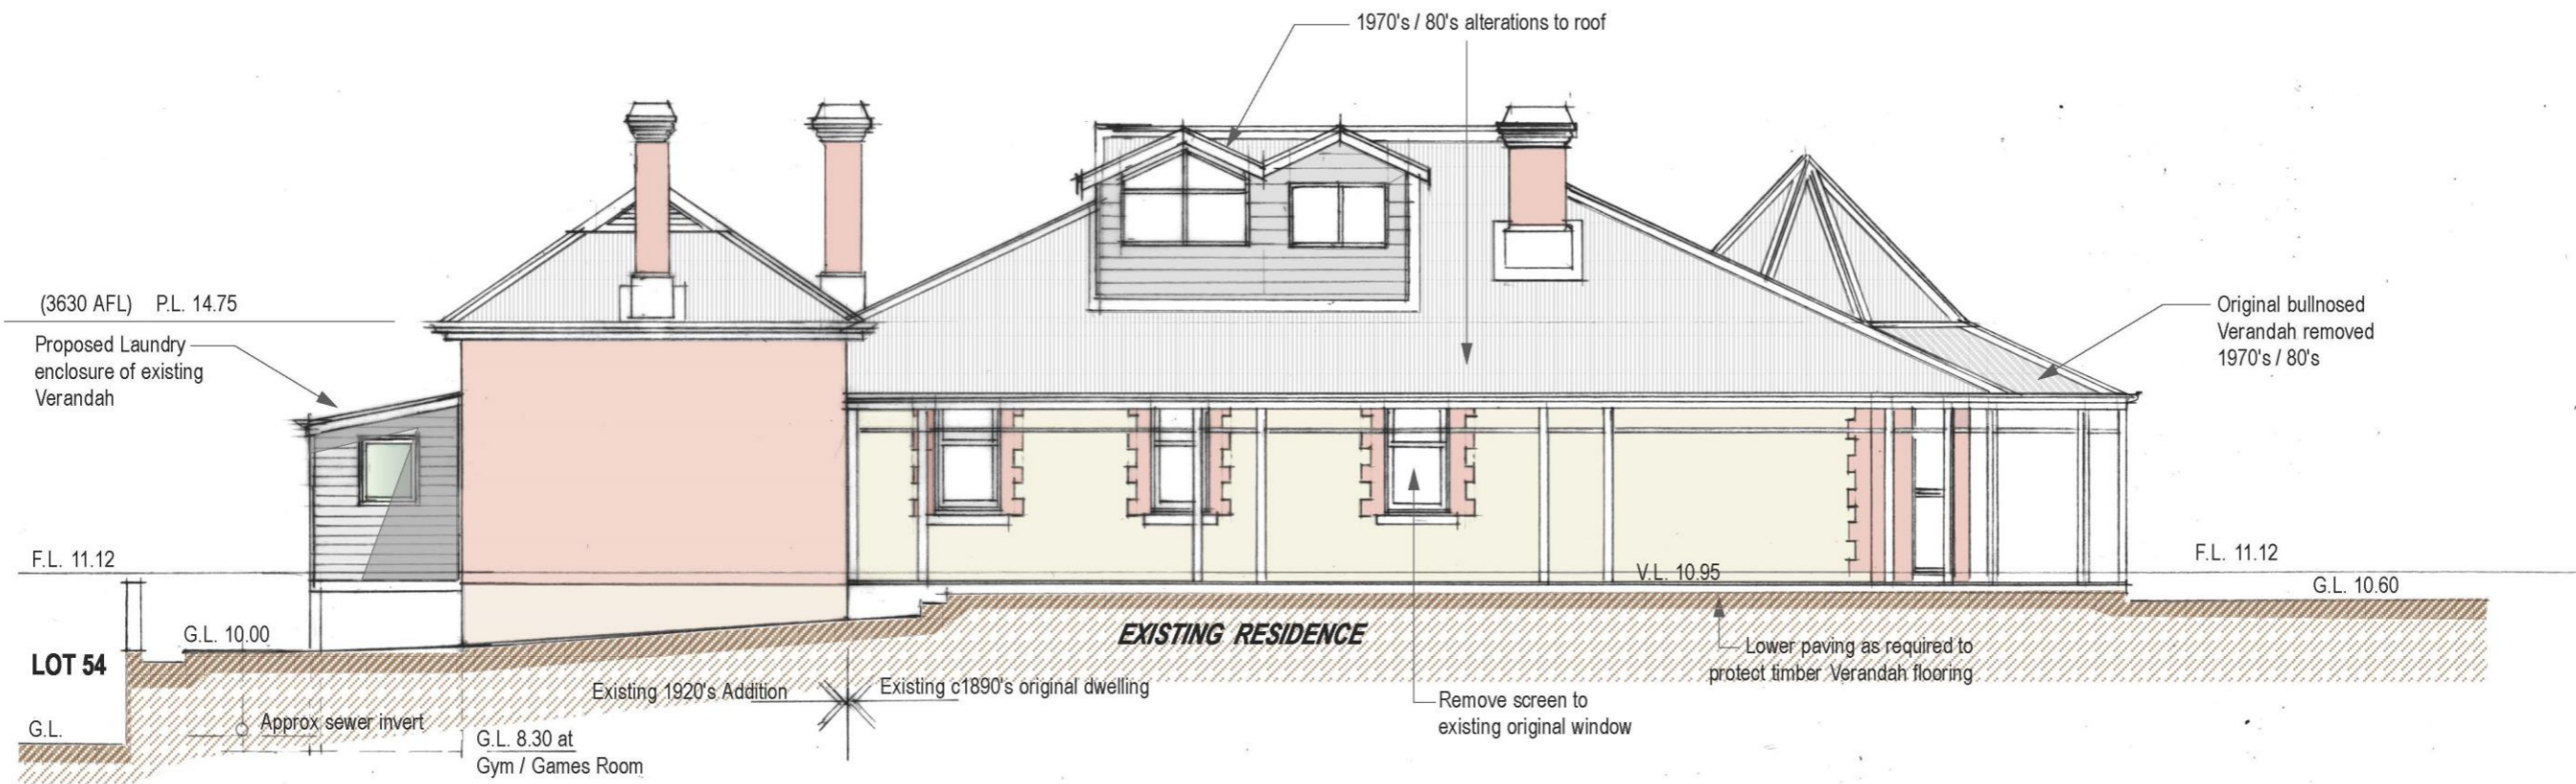 1970's / 80's alterations to roof
(3630 AFL) P.L. 14.75
Proposed Laundry
enclosure of existing
Verandah
Original bullnosed
Verandah removed
1970's / 80's
F.L. 11.12
V.L. 10.95
F.L. 11.12
G.L. 10.60
G.L. 10.00
EXISTING RESIDENCE
LOT 54
Lower paving as required to
protect timber Verandah flooring
Existing 1920's Addition
Existing c1890's original dwelling
Remove screen to
existing original window
Approx sewer invert
G.L.
G.L. 8.30 at
Gym / Games Room